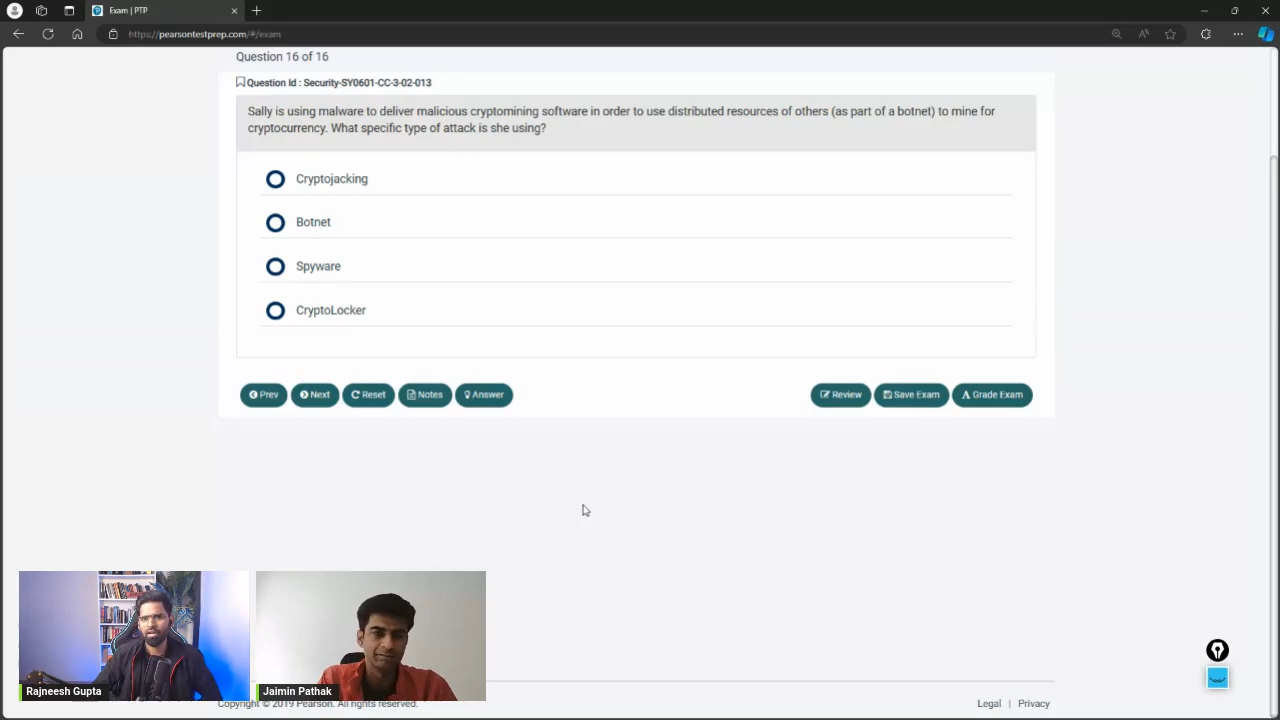 Exam | PTP
https://pearsontestprep.com/#/exam
Question 16 of 16
Question Id : Security-SY0601-CC-3-02-013
Sally is using malware to deliver malicious cryptomining software in order to use distributed resources of others (as part of a botnet) to mine for
cryptocurrency. What specific type of attack is she using?
Cryptojacking
Botnet
Spyware
CryptoLocker
Prev Next Reset Notes Answer Review Save Exam Grade Exam
Rajneesh Gupta Jaimin Pathak
Copyright © 2019 Pearson. All rights reserved. Legal | Privacy